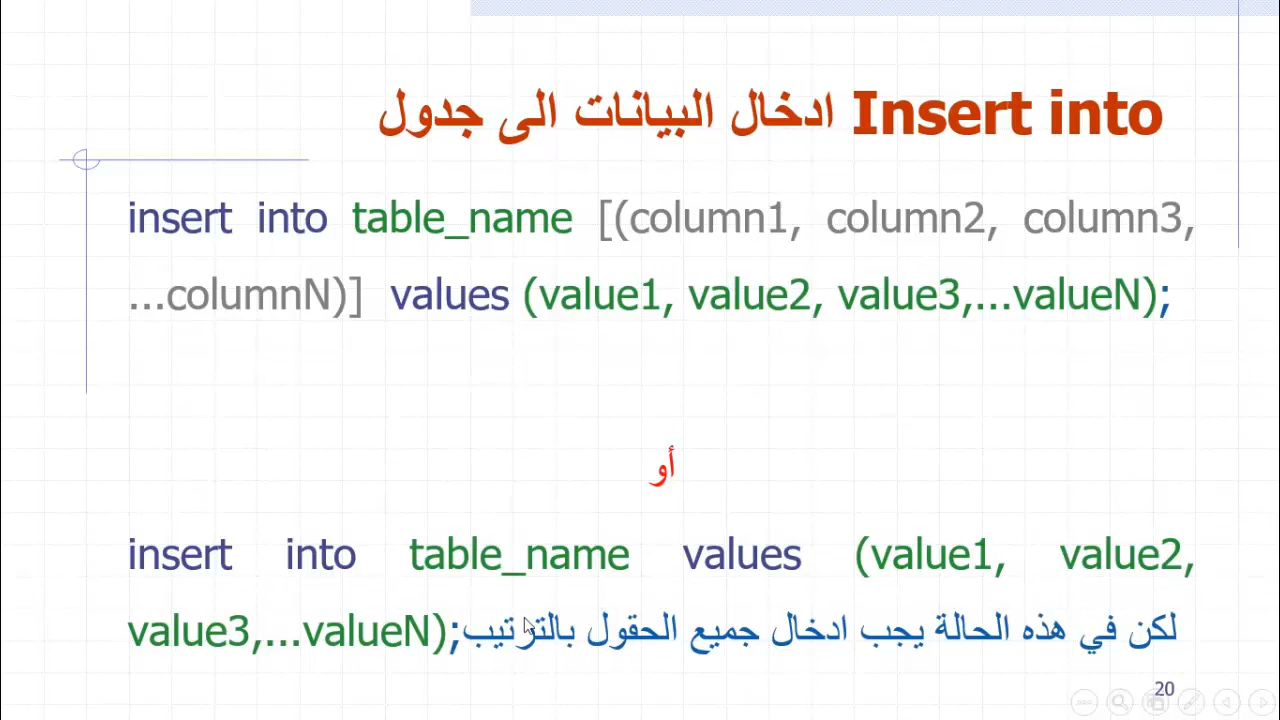 Insert into ادخال البيانات الى جدول
insert into table_name [(column1, column2, column3,
...columnN)] values (value1, value2, value3,...valueN);
أو
insert into table_name values (value1, value2,
value3,...valueN);لكن في هذه الحالة يجب ادخال جميع الحقول بالترتيب
20